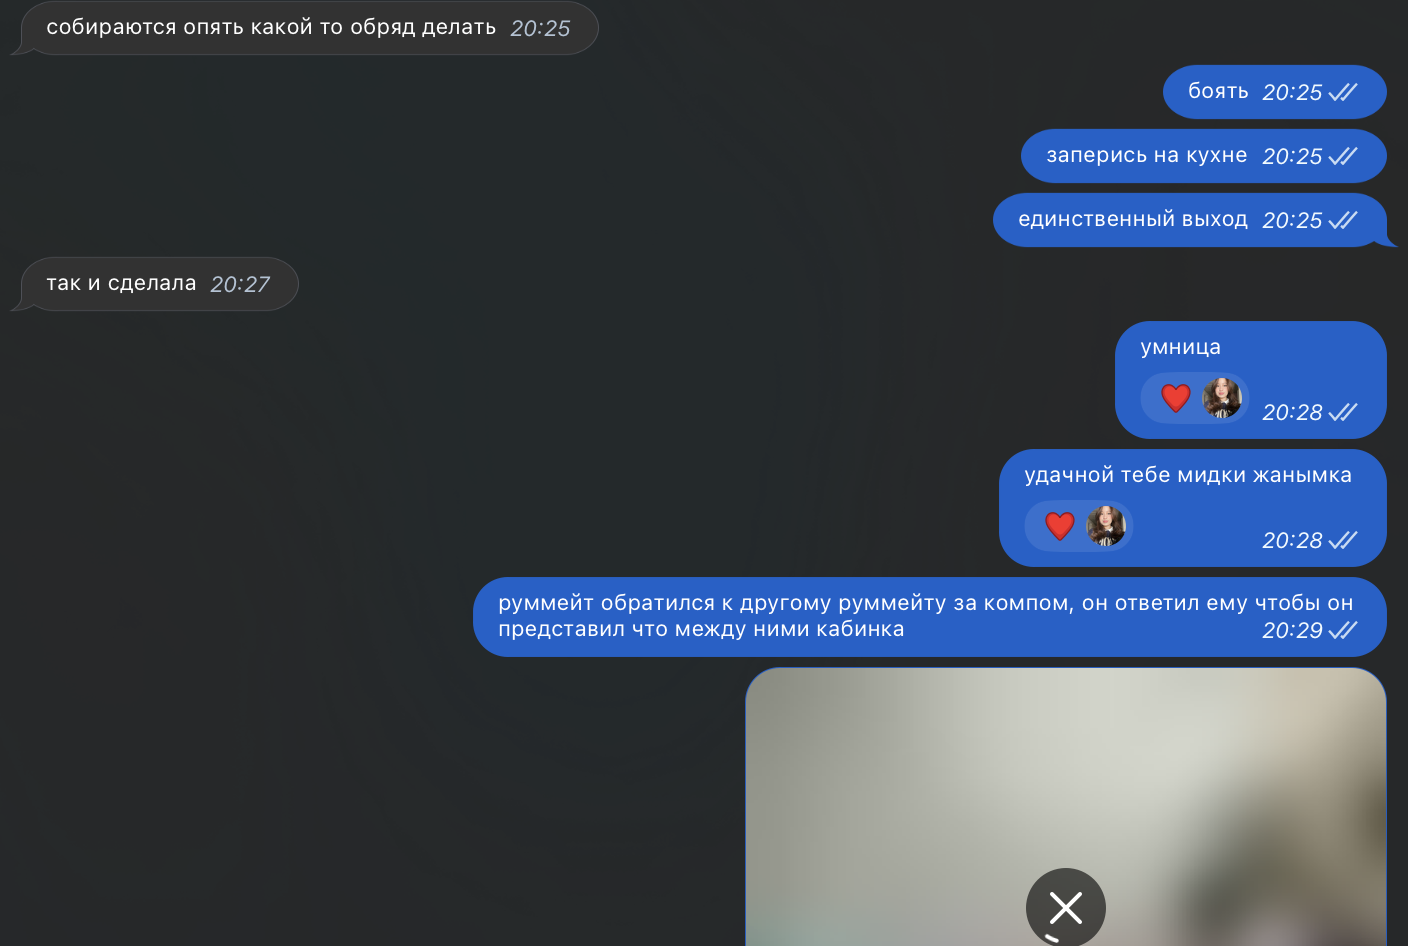 собираются опять какой то обряд делать 20:25
боять 20:25
заперись на кухне 20:25
единственный выход 20:25
так и сделала 20:27
умница
20:28
удачной тебе мидки жанымка
20:28
руммейт обратился к другому руммейту за компом, он ответил ему чтобы он
представил что между ними кабинка 20:29